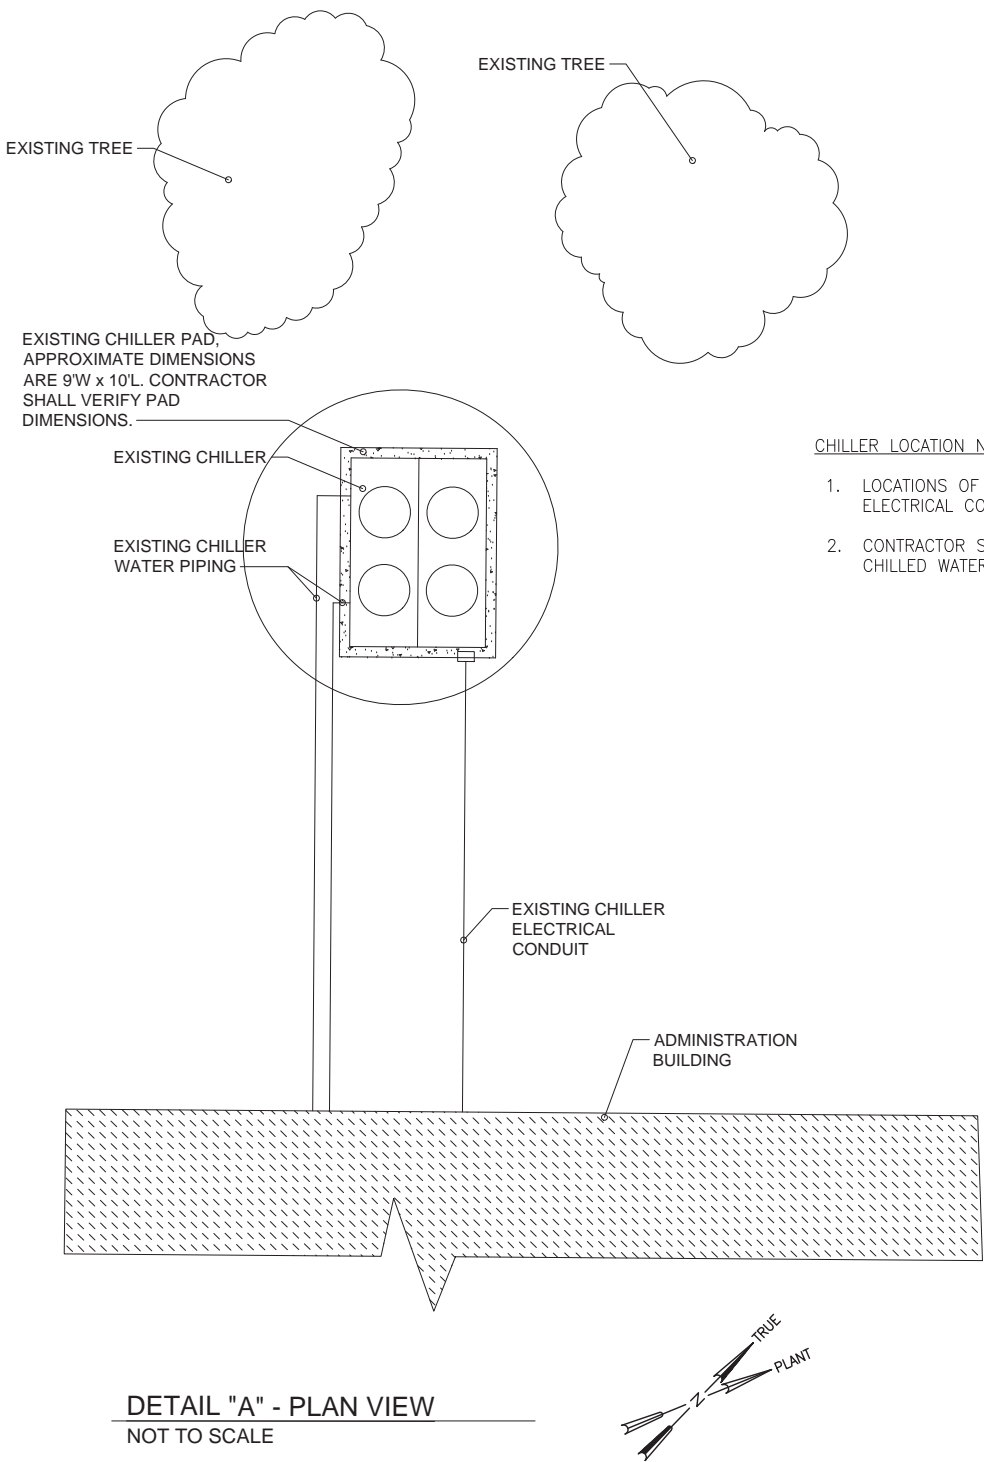 EXISTING TREE
EXISTING TREE
EXISTING CHILLER PAD,
APPROXIMATE DIMENSIONS
ARE 9'W x 10'L. CONTRACTOR
SHALL VERIFY PAD
DIMENSIONS.
EXISTING CHILLER
EXISTING CHILLER
WATER PIPING
CHILLER LOCATION N
1. LOCATIONS OF
ELECTRICAL CO
2. CONTRACTOR S
CHILLED WATER
EXISTING CHILLER
ELECTRICAL
CONDUIT
ADMINISTRATION
BUILDING
TRUE
PLANT
N
DETAIL "A" - PLAN VIEW
NOT TO SCALE